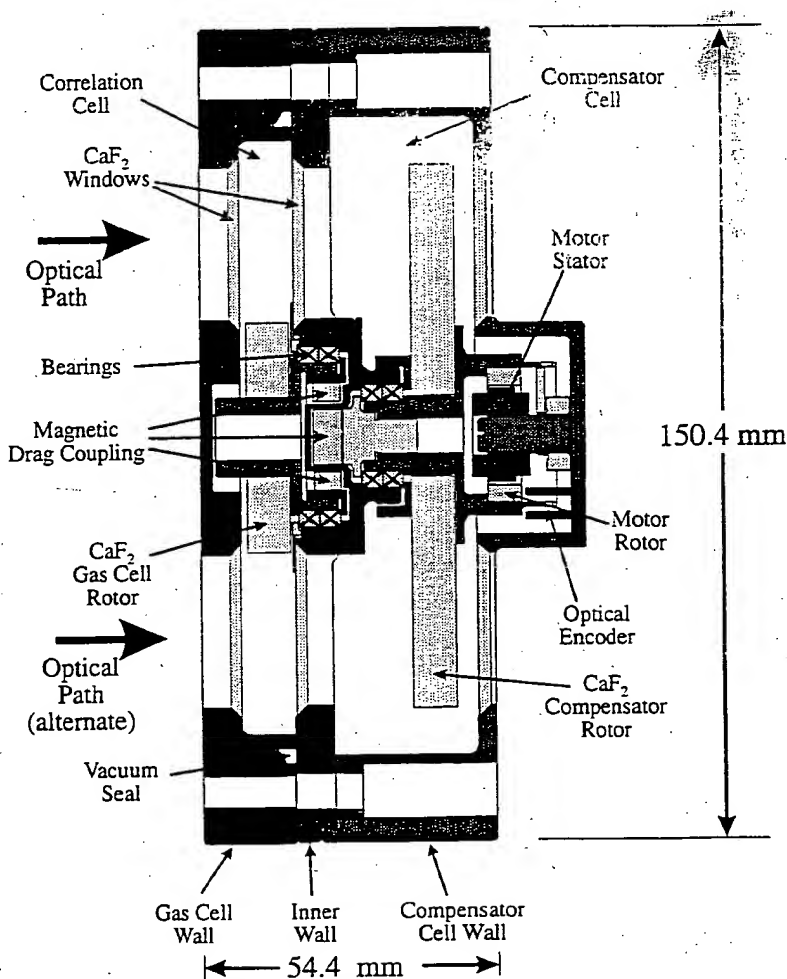 Correlation
Cell
CaF₂
Windows
Optical
Path
Bearings
Magnetic
Drag Coupling
CaF₂
Gas Cell
Rotor
Optical
Path
(alternate)
Vacuum
Seal
Gas Cell
Wall
Inner
Wall
Compensator
Cell Wall
54.4 mm
Compensator
Cell
Motor
Stator
150.4 mm
Motor
Rotor
Optical
Encoder
CaF₂
Compensator
Rotor